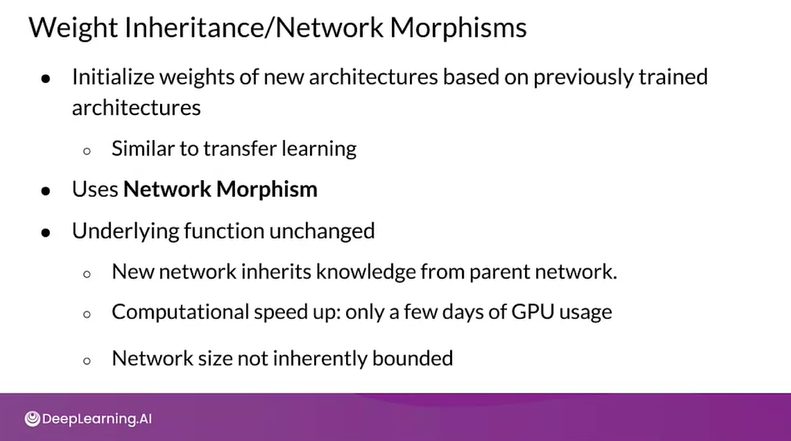 Weight Inheritance/Network Morphisms
● Initialize weights of new architectures based on previously trained
architectures
○ Similar to transfer learning
● Uses Network Morphism
● Underlying function unchanged
○ New network inherits knowledge from parent network.
○ Computational speed up: only a few days of GPU usage
○ Network size not inherently bounded
DeepLearning.AI